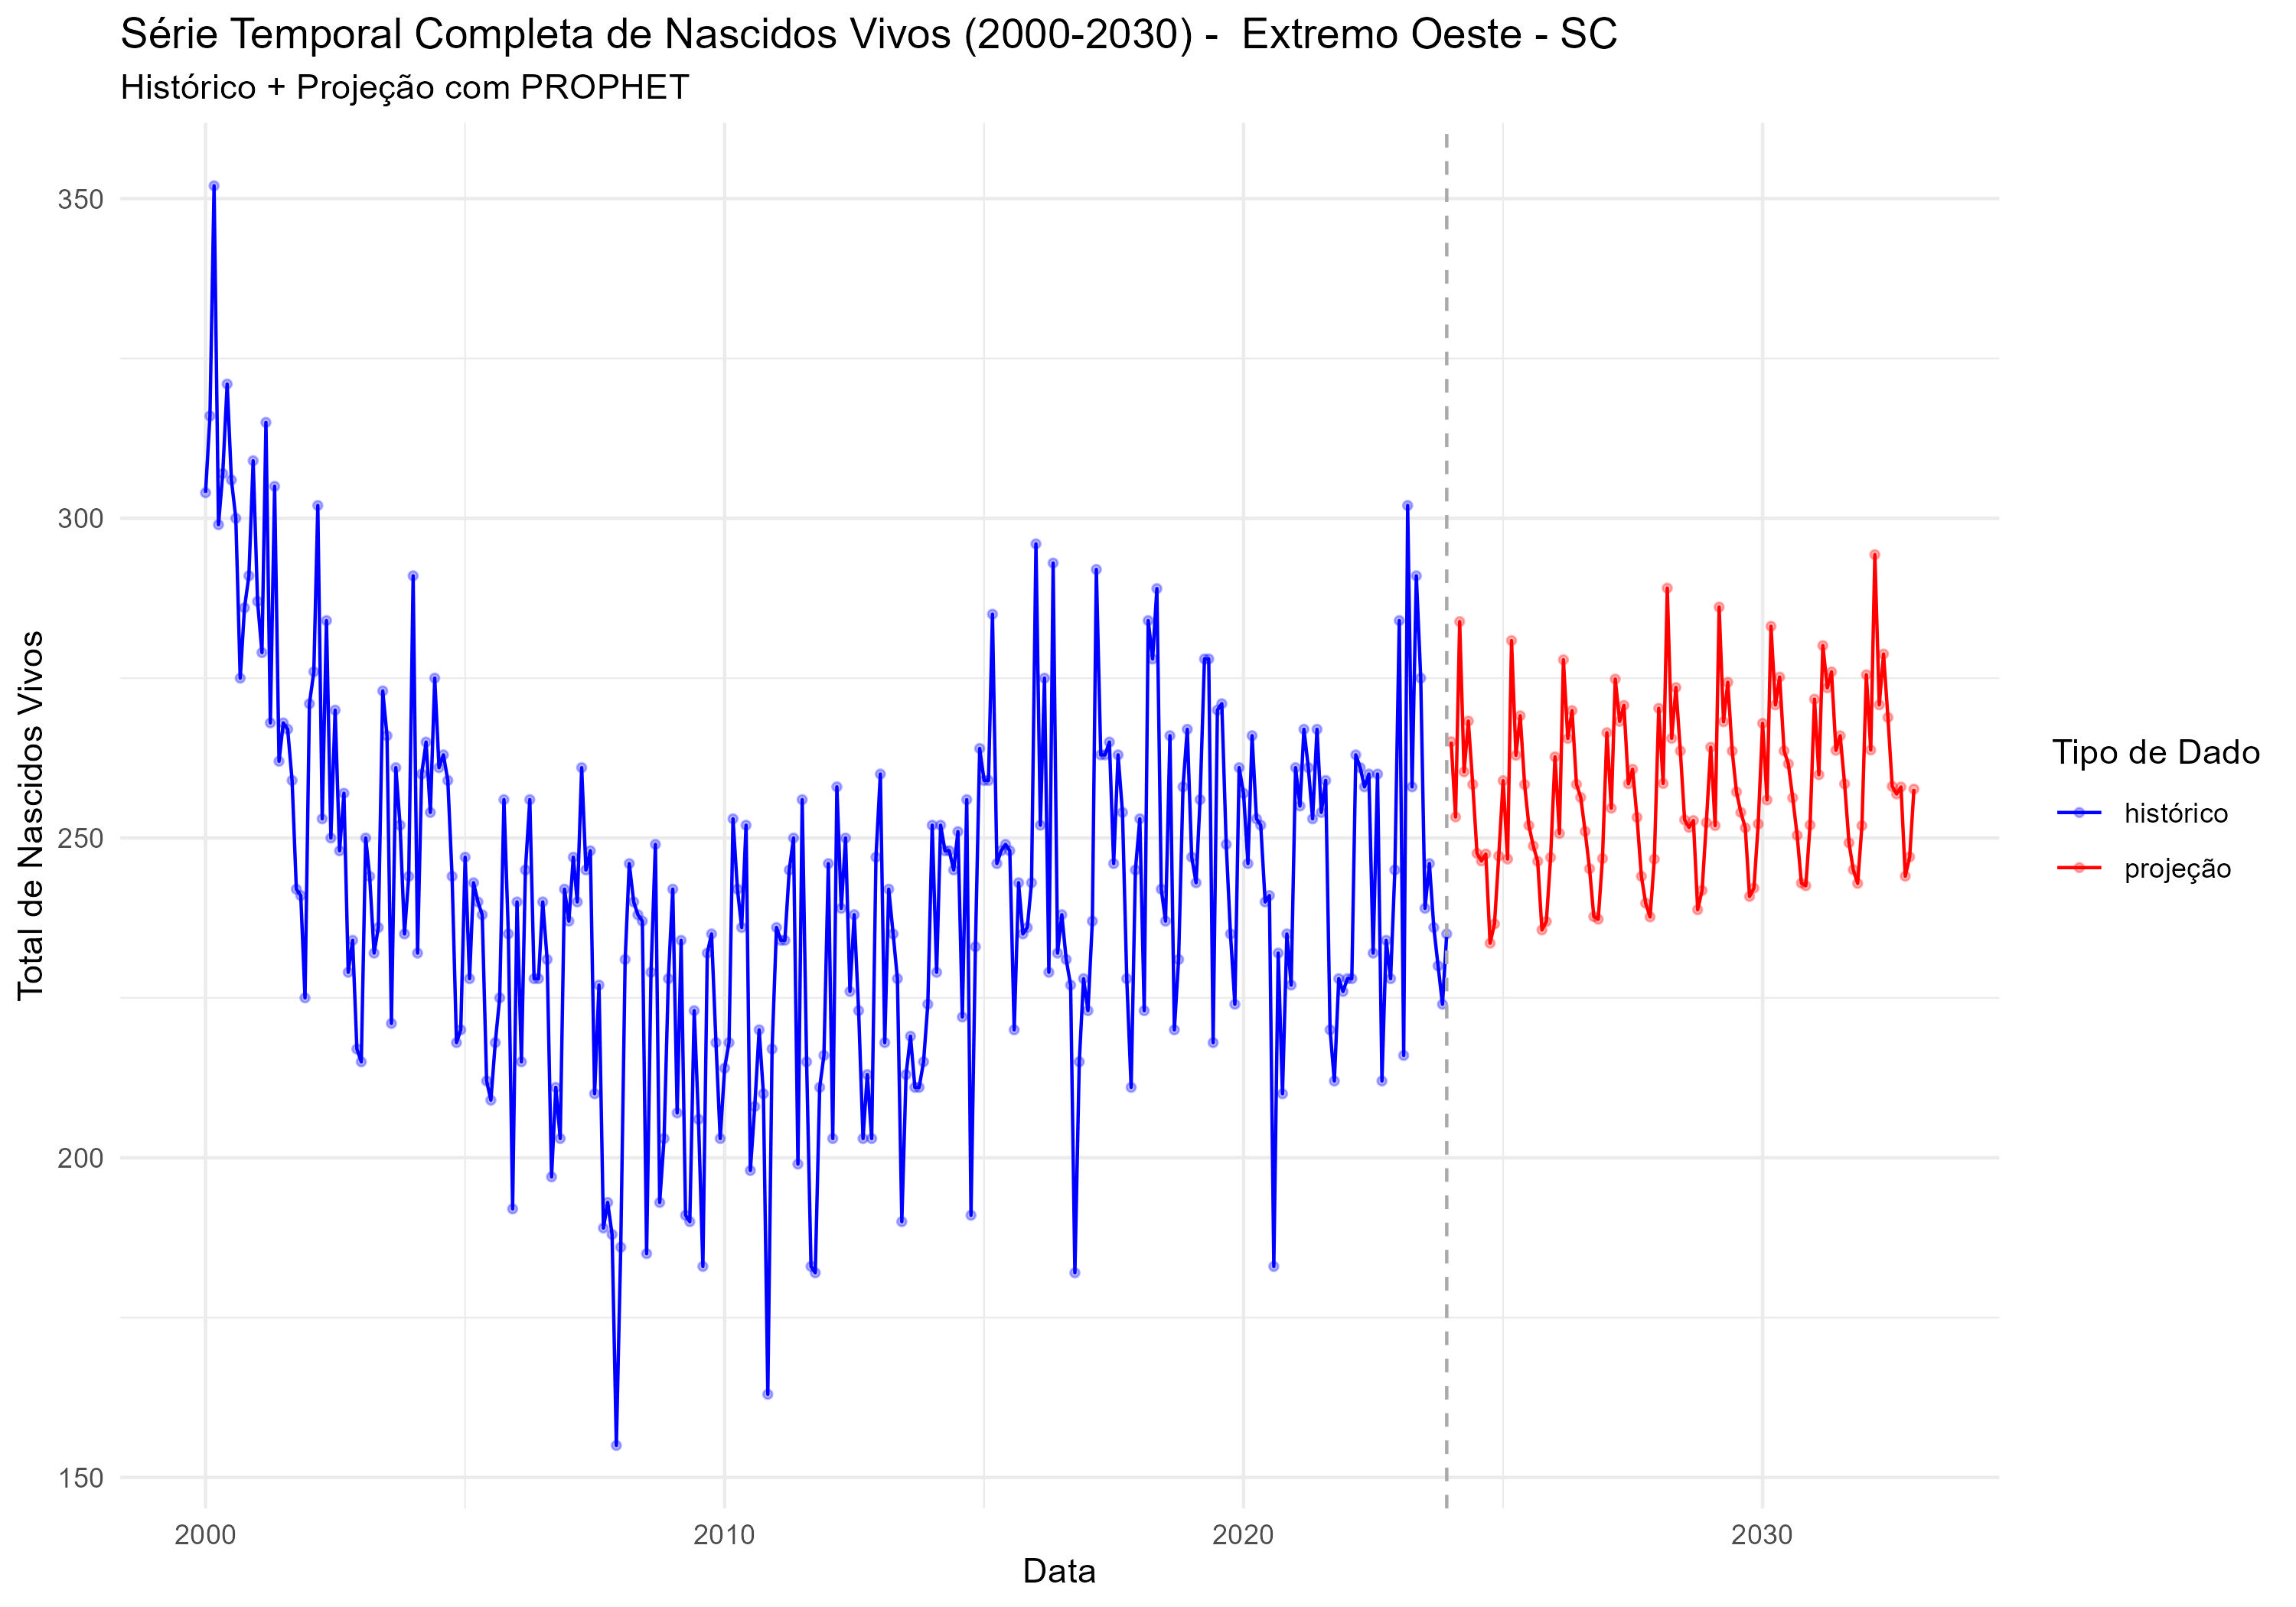 Série Temporal Completa de Nascidos Vivos (2000-2030) -  Extremo Oeste - SC
Histórico + Projeção com PROPHET
Total de Nascidos Vivos
350
300
250
200
150
2000
2010
2020
2030
Data
Tipo de Dado
histórico
projeção